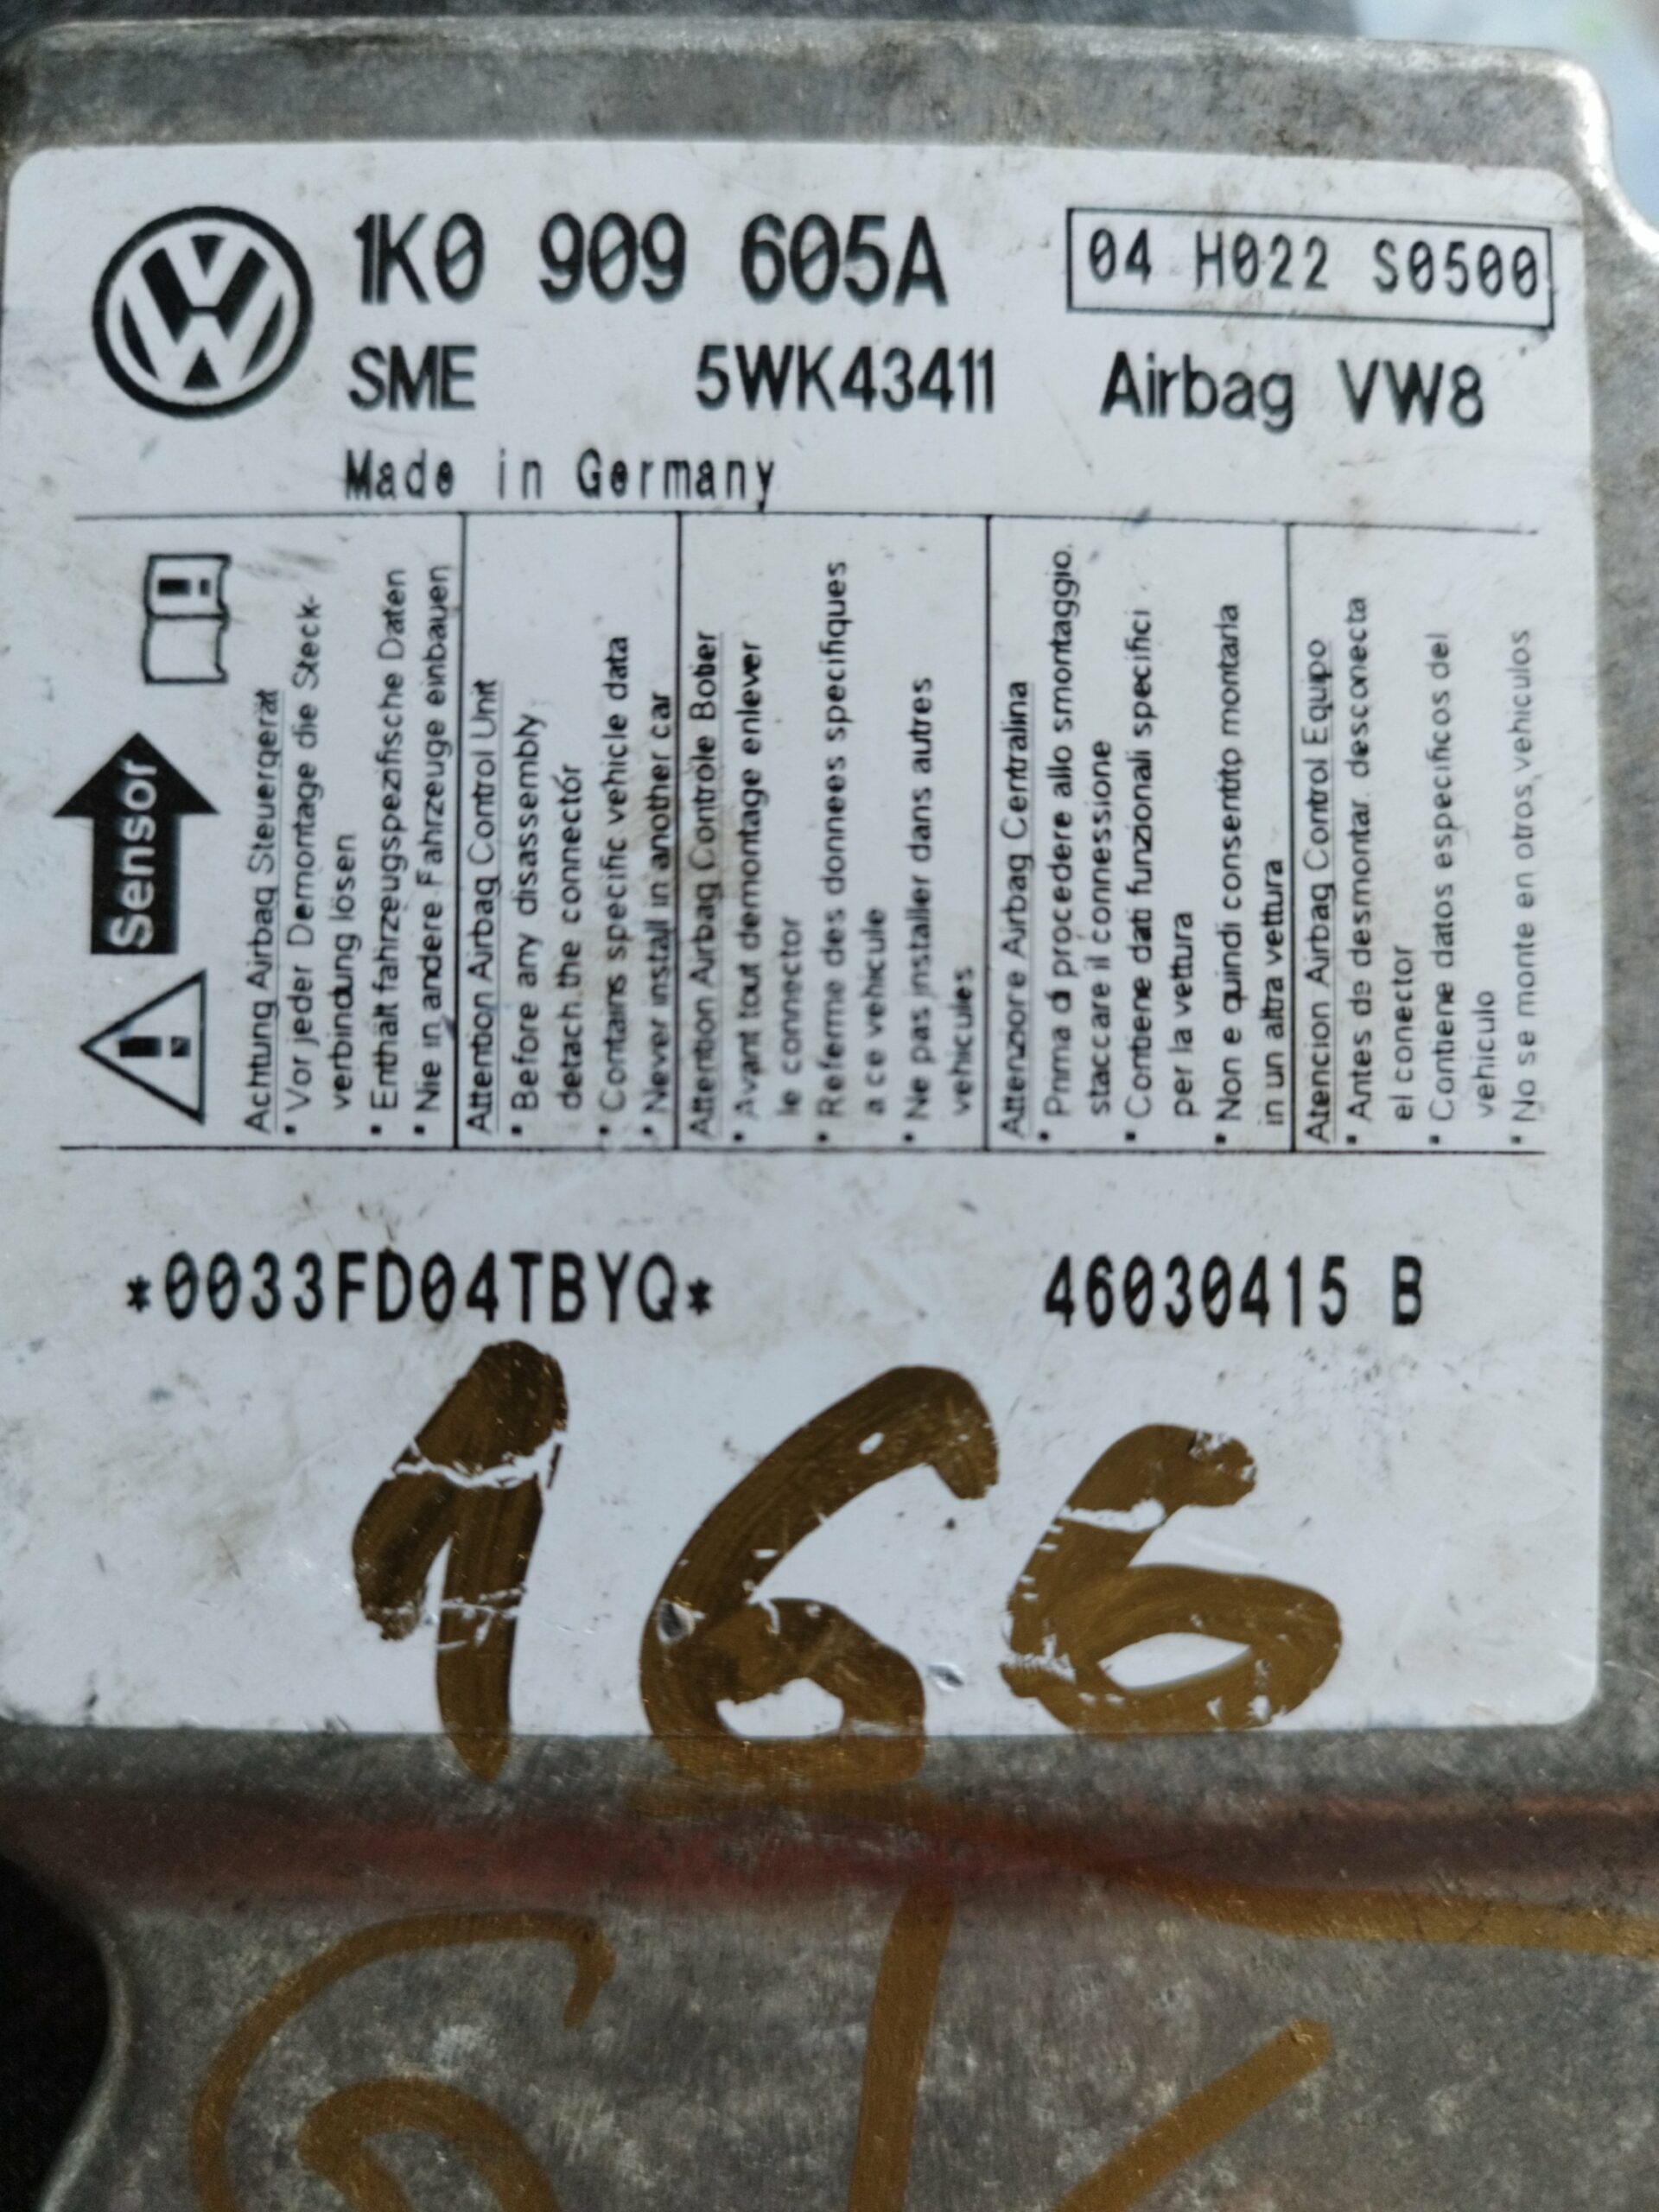 1K0 909 605A
04 H022 S0500
SME 5WK43411 Airbag VW8
Made in Germany
Sensor
Achtung Airbag Steuergerät
• Vor jeder Demontage die Steck-
verbindung lösen
• Enthält fahrzeugspezifische Daten
• Nie in andere Fahrzeuge einbauen
Attention Airbag Control Unit
• Before any disassembly
detach the connector
• Contains specific vehicle data
• Never install in another car
Attention Airbag Controle Botier
• Avant tout demontage enlever
le connector
• Referme des donnees specifiques
a ce vehicule
• Ne pas installer dans autres
vehicules
Attenzione Airbag Centralina
• Prima di procedere allo smontaggio.
staccare il connessione
• Contiene dati funzionali specifici
per la vettura
• Non e quindi consentito montarla
in un altra vettura
Atencion Airbag Control Equipo
• Antes de desmontar. desconecta
el conector
• Contiene datos especificos del
vehiculo
• No se monte en otros vehiculos
*0033FD04TBYQ* 46030415 B
166